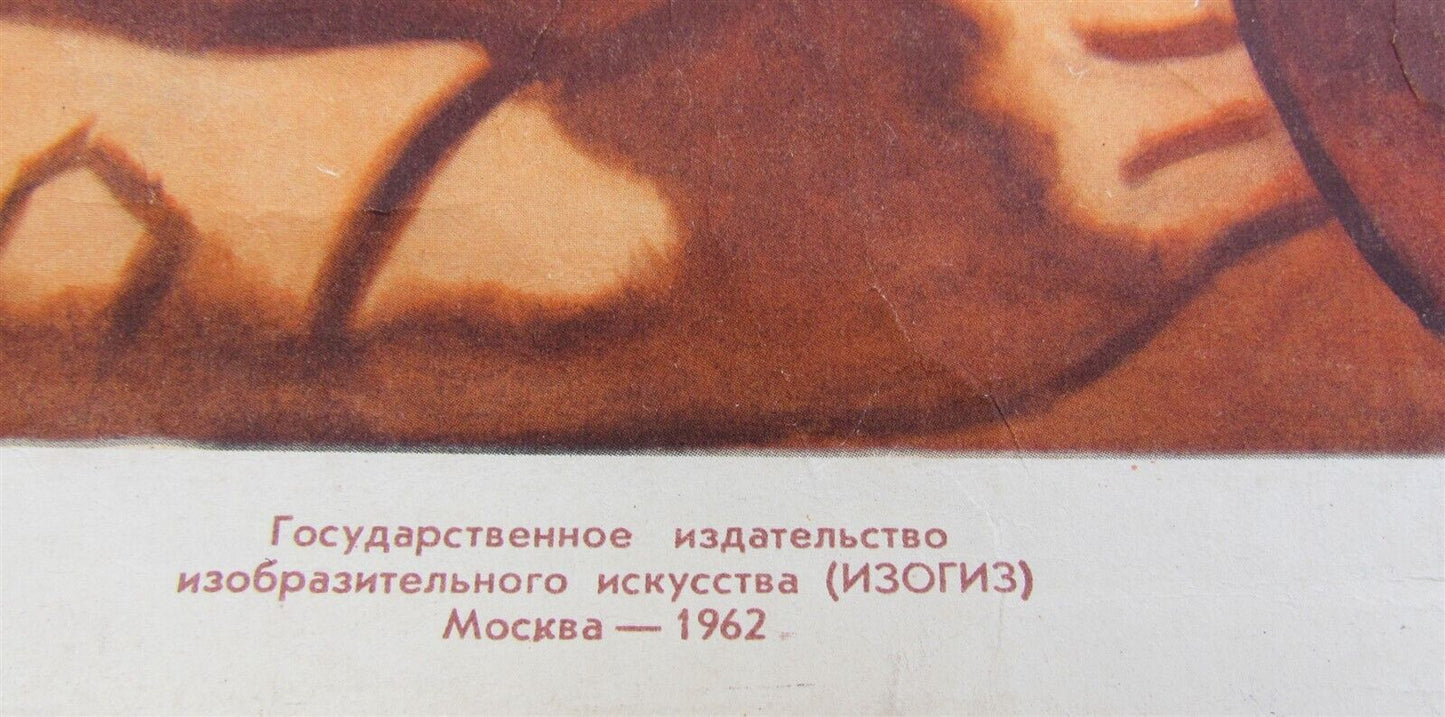 Государственное издательство
изобразительного искусства (ИЗОГИЗ)
Москва — 1962